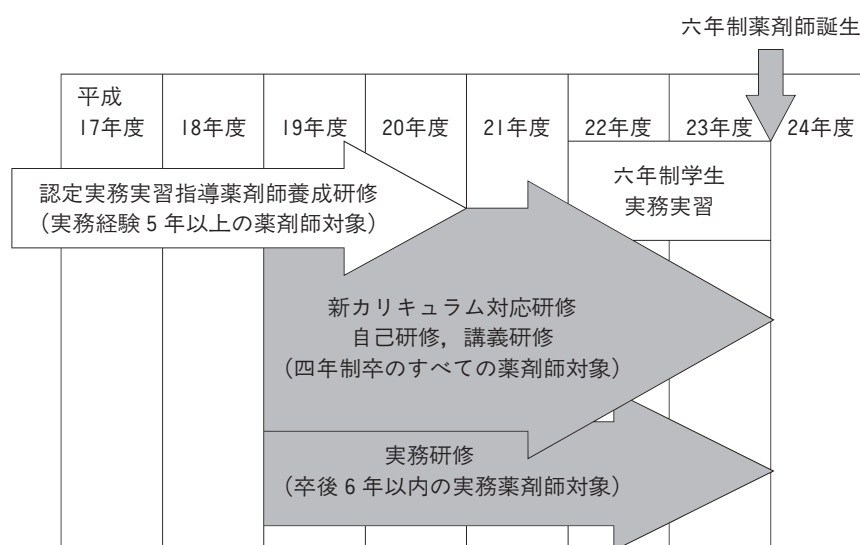 六年制薬剤師誕生
平成
17年度
18年度
19年度
20年度
21年度
22年度
23年度
24年度
認定実務実習指導薬剤師養成研修
（実務経験5年以上の薬剤師対象）
六年制学生
実務実習
新カリキュラム対応研修
自己研修，講義研修
（四年制卒のすべての薬剤師対象）
実務研修
（卒後6年以内の実務薬剤師対象）